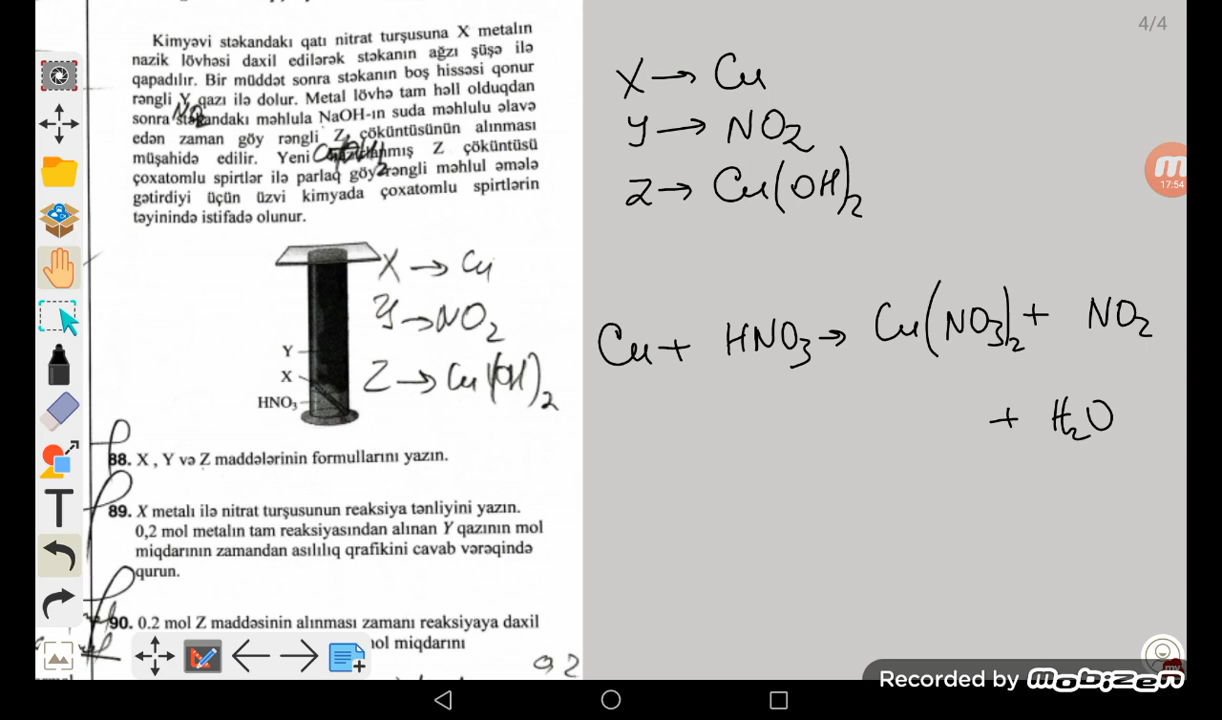 4/4
Kimyəvi stəkandakı qatı nitrat turşusuna X metalın
nazik lövhəsi daxil edilərək stəkanın ağzı şüşə ilə
qapadılır. Bir müddət sonra stəkanın boş hissəsi qonur
rəngli Y qazı ilə dolur. Metal lövhə tam həll olduqdan
NO2
sonra stəkandakı məhlula NaOH-ın suda məhlulu əlavə
edən zaman göy rəngli Z çöküntüsünün alınması
müşahidə edilir. Yeni Z çöküntüsü
çoxatomlu spirtlər ilə parlaq göy rəngli məhlul əmələ
gətirdiyi üçün üzvi kimyada çoxatomlu spirtlərin
təyinində istifadə olunur.
X → Cu
Y → NO2
Z → Cu(OH)2
Y
X
HNO3
88. X , Y və Z maddələrinin formullarını yazın.
89. X metalı ilə nitrat turşusunun reaksiya tənliyini yazın.
0,2 mol metalın tam reaksiyasından alınan Y qazının mol
miqdarının zamandan asılılıq qrafikini cavab vərəqində
qurun.
90. 0.2 mol Z maddəsinin alınması zamanı reaksiyaya daxil
mol miqdarını
X → Cu
Y → NO2
Z → Cu(OH)2
Cu + HNO3 → Cu(NO3)2 + NO2
+ H2O
17:54
Recorded by mobizen